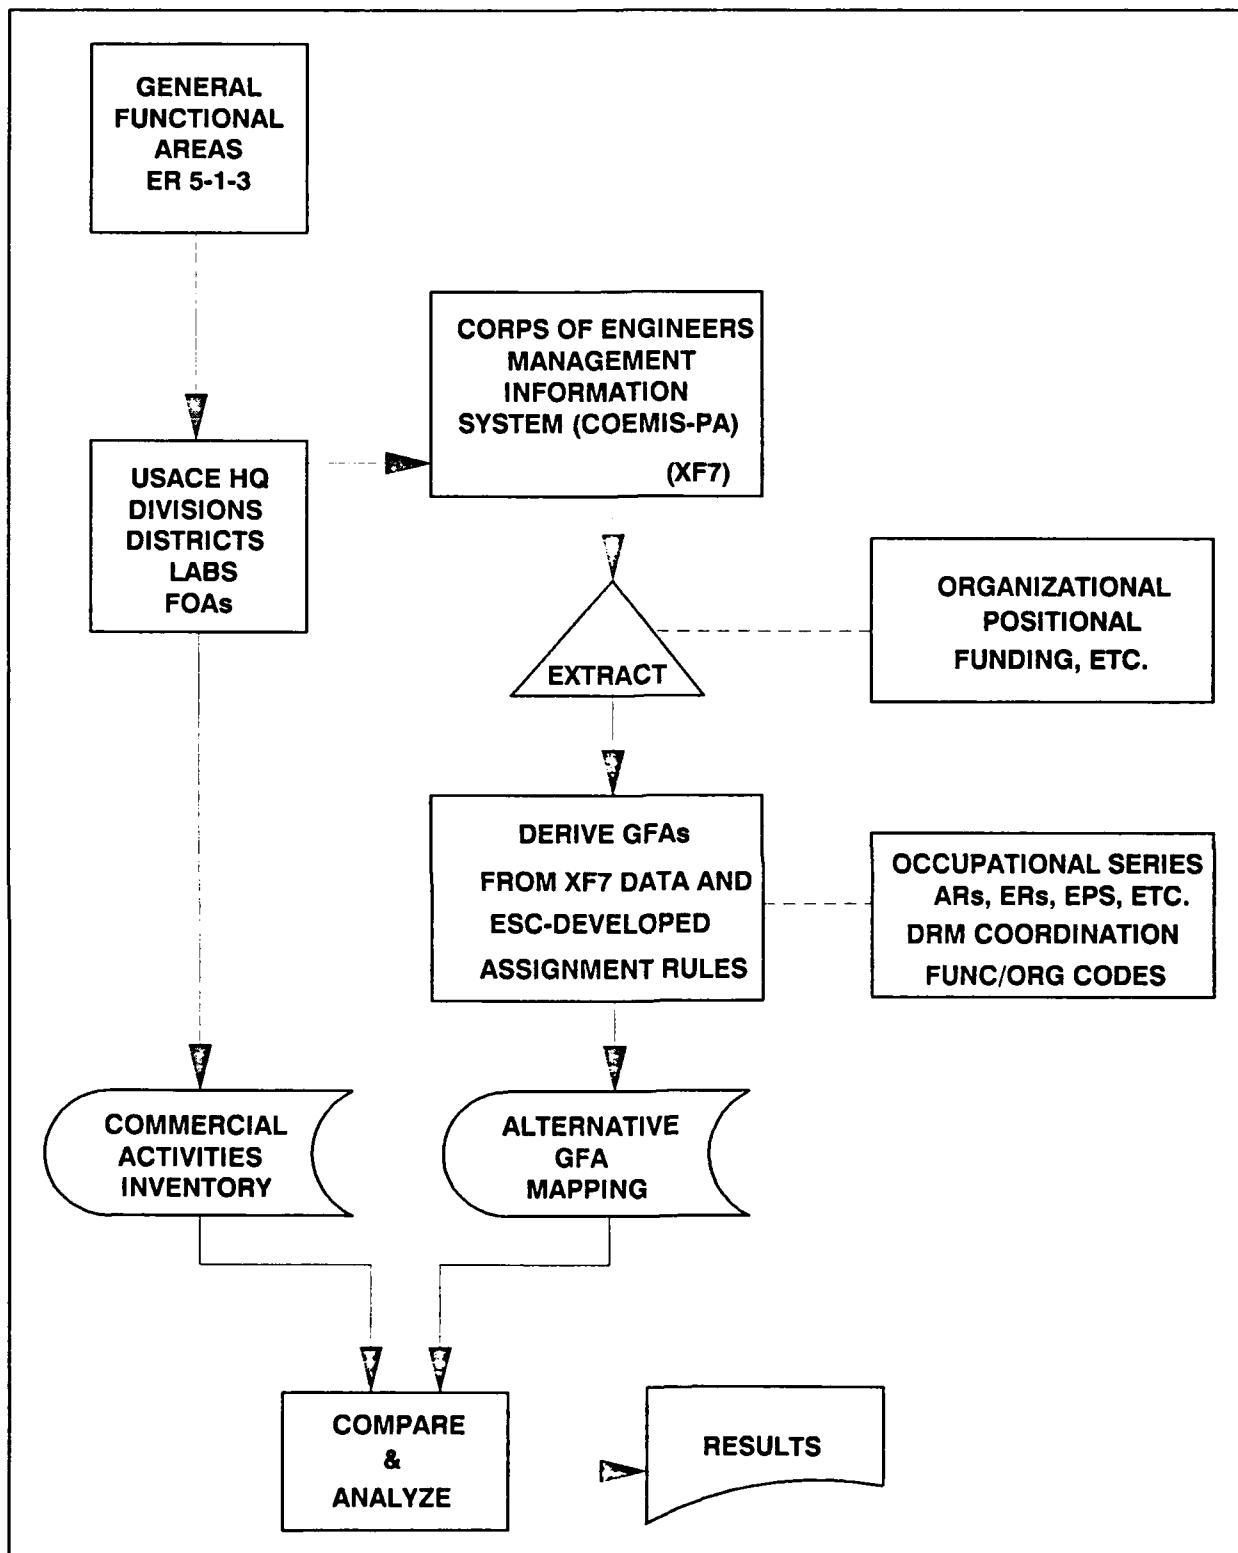 GENERAL
FUNCTIONAL
AREAS
ER 5-1-3
CORPS OF ENGINEERS
MANAGEMENT
INFORMATION
SYSTEM (COEMIS-PA)
(XF7)
USACE HQ
DIVISIONS
DISTRICTS
LABS
FOAs
ORGANIZATIONAL
POSITIONAL
FUNDING, ETC.
EXTRACT
DERIVE GFAs
FROM XF7 DATA AND
ESC-DEVELOPED
ASSIGNMENT RULES
OCCUPATIONAL SERIES
ARs, ERs, EPS, ETC.
DRM COORDINATION
FUNC/ORG CODES
COMMERCIAL
ACTIVITIES
INVENTORY
ALTERNATIVE
GFA
MAPPING
COMPARE
&
ANALYZE
RESULTS